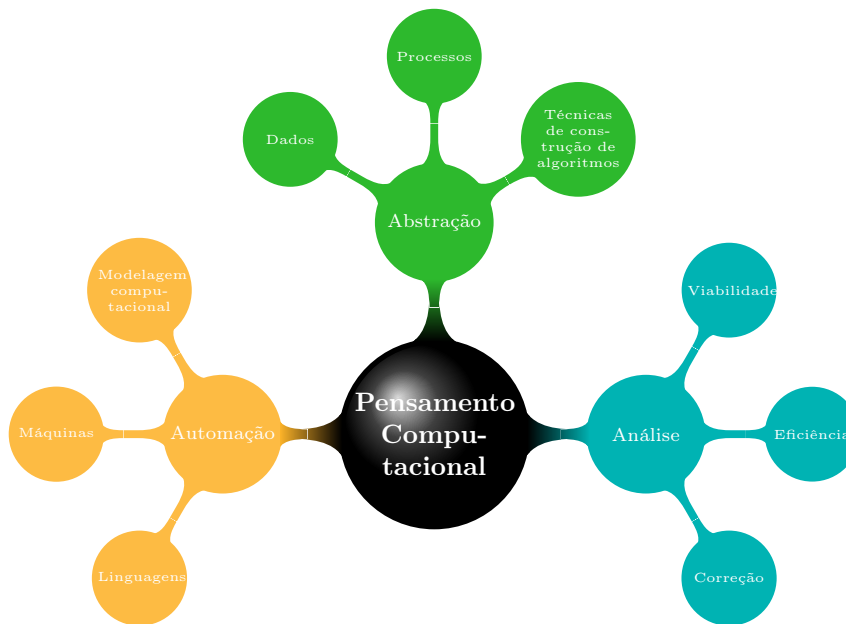 Processos
Dados
Técnicas
de cons-
trução de
algoritmos
Abstração
Modelagem
compu-
tacional
Viabilidade
Pensamento
Compu-
tacional
Máquinas
Automação
Análise
Eficiência
Linguagens
Correção